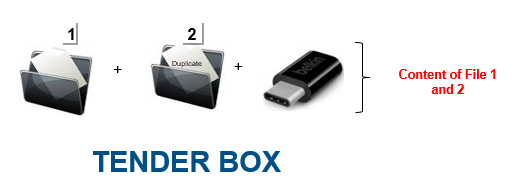 1
2
Duplicate
+
+
belkin
Content of File 1
and 2
TENDER BOX